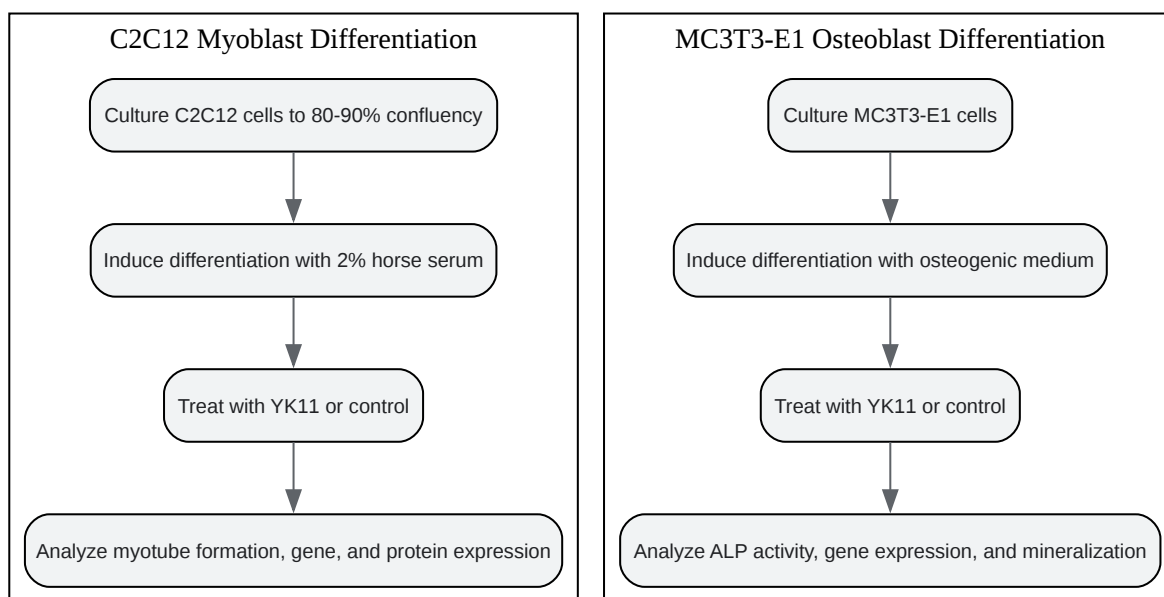 C2C12 Myoblast Differentiation
Culture C2C12 cells to 80-90% confluency
Induce differentiation with 2% horse serum
Treat with YK11 or control
Analyze myotube formation, gene, and protein expression
MC3T3-E1 Osteoblast Differentiation
Culture MC3T3-E1 cells
Induce differentiation with osteogenic medium
Treat with YK11 or control
Analyze ALP activity, gene expression, and mineralization